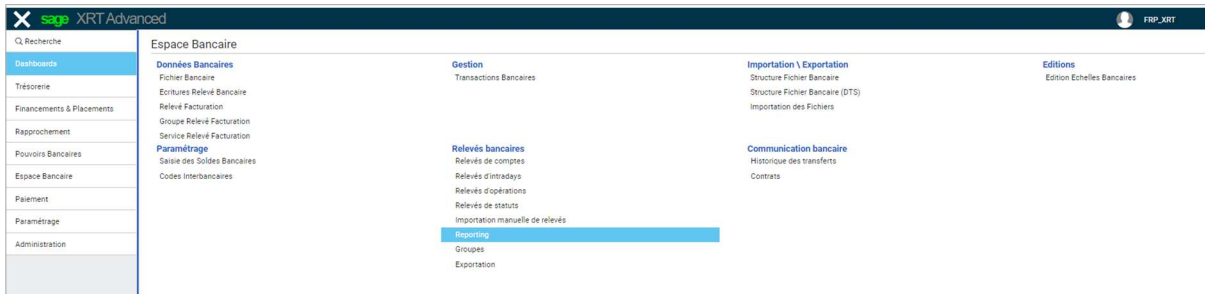 sage XRT Advanced
FRP_XRT
Recherche
Dashboards
Trésorerie
Financements & Placements
Rapprochement
Pouvoirs Bancaires
Espace Bancaire
Paiement
Paramétrage
Administration
Espace Bancaire
Données Bancaires
Fichier Bancaire
Ecritures Relevé Bancaire
Relevé Facturation
Groupe Relevé Facturation
Service Relevé Facturation
Gestion
Transactions Bancaires
Importation \ Exportation
Structure Fichier Bancaire
Structure Fichier Bancaire (DTS)
Importation des Fichiers
Editions
Edition Echelles Bancaires
Paramétrage
Saisie des Soldes Bancaires
Codes Interbancaires
Relevés bancaires
Relevés de comptes
Relevés d'intradays
Relevés d'opérations
Relevés de statuts
Importation manuelle de relevés
Reporting
Groupes
Exportation
Communication bancaire
Historique des transferts
Contrats